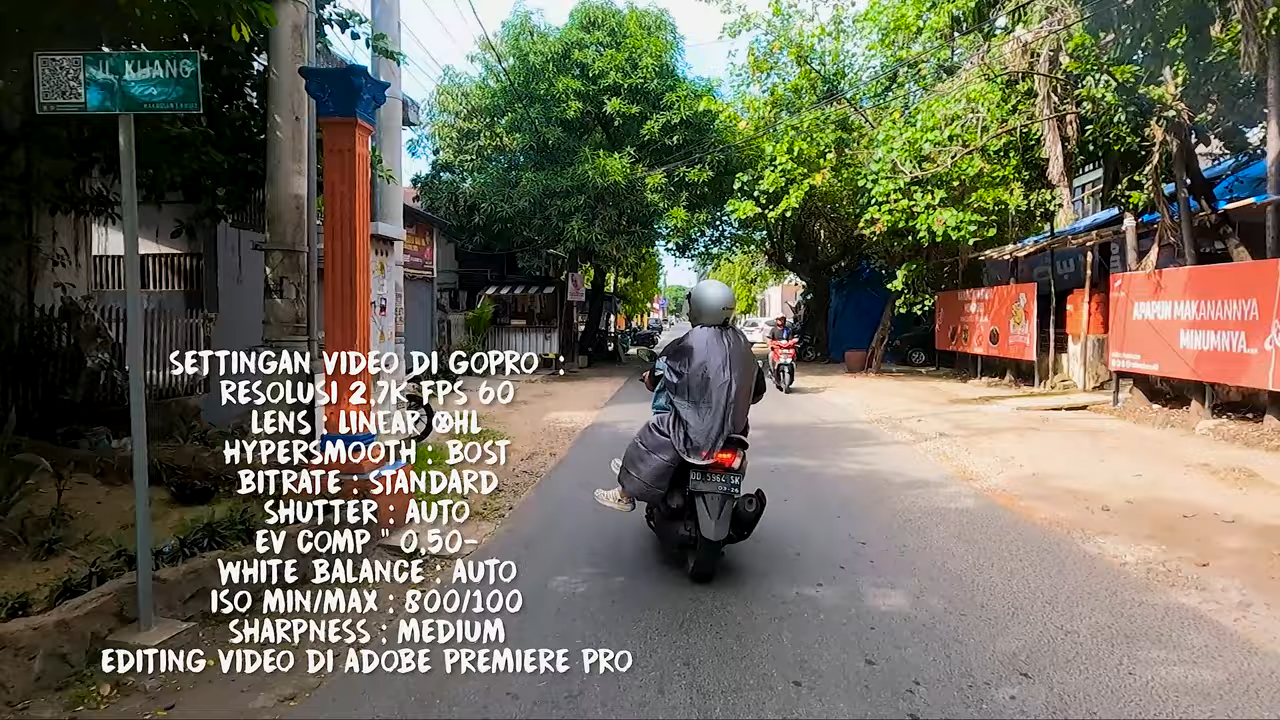 JL. KIJANG
SETTINGAN VIDEO DI GOPRO :
RESOLUSI 2.7K FPS 60
LENS : LINEAR @HL
HYPERSMOOTH : BOST
BITRATE : STANDARD
SHUTTER : AUTO
EV COMP " 0,50-
WHITE BALANCE : AUTO
ISO MIN/MAX : 800/100
SHARPNESS : MEDIUM
EDITING VIDEO DI ADOBE PREMIERE PRO
DD 5964 SK
03·26
APAPUN MAKANANNYA
MINUMNYA...